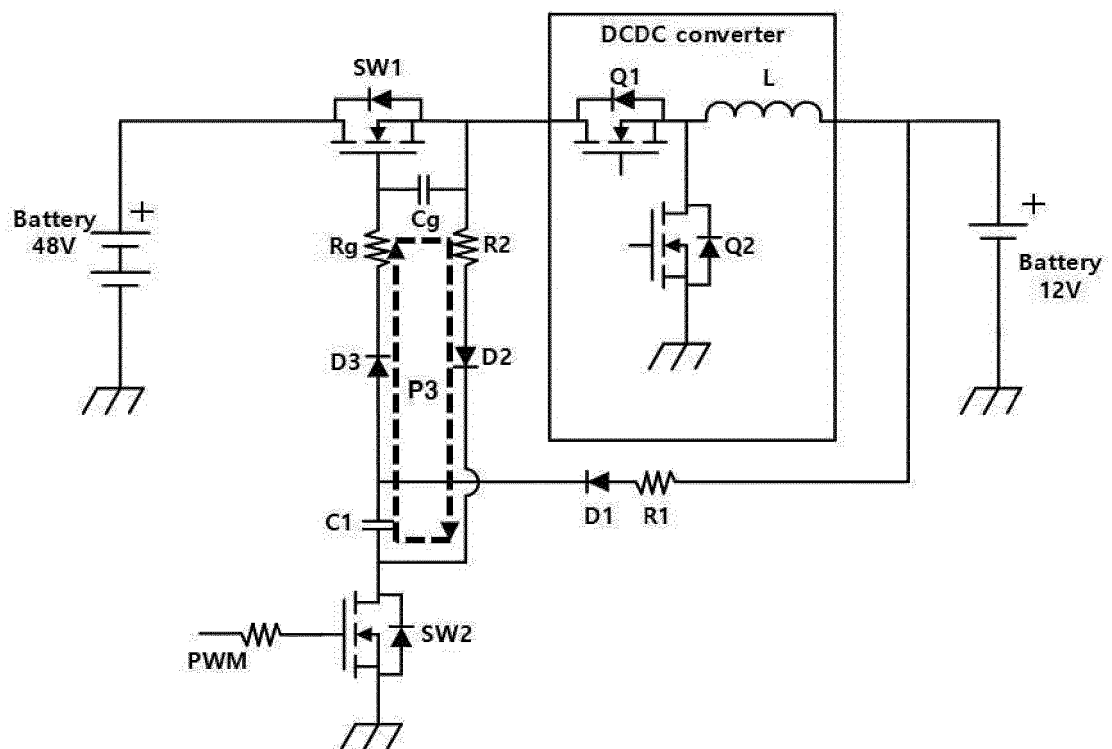 DCDC converter
SW1
Q1
L
+
Battery
48V
Cg
Rg
R2
Q2
+
Battery
12V
D3
D2
P3
C1
D1
R1
SW2
PWM